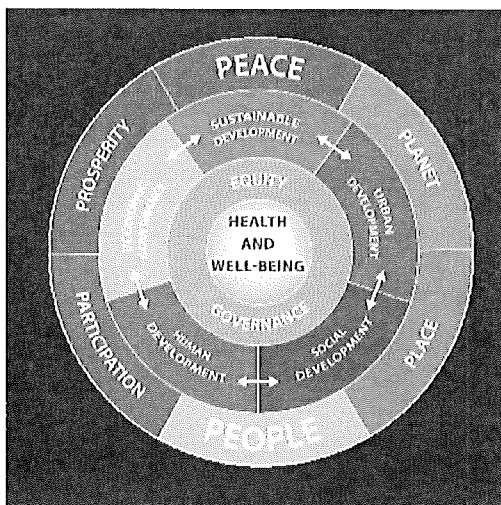 PEACE
PLANET
PLACE
PEOPLE
PARTICIPATION
PROSPERITY
SUSTAINABLE
DEVELOPMENT
URBAN
DEVELOPMENT
SOCIAL
DEVELOPMENT
HUMAN
DEVELOPMENT
EQUITY
HEALTH
AND
WELL-BEING
GOVERNANCE